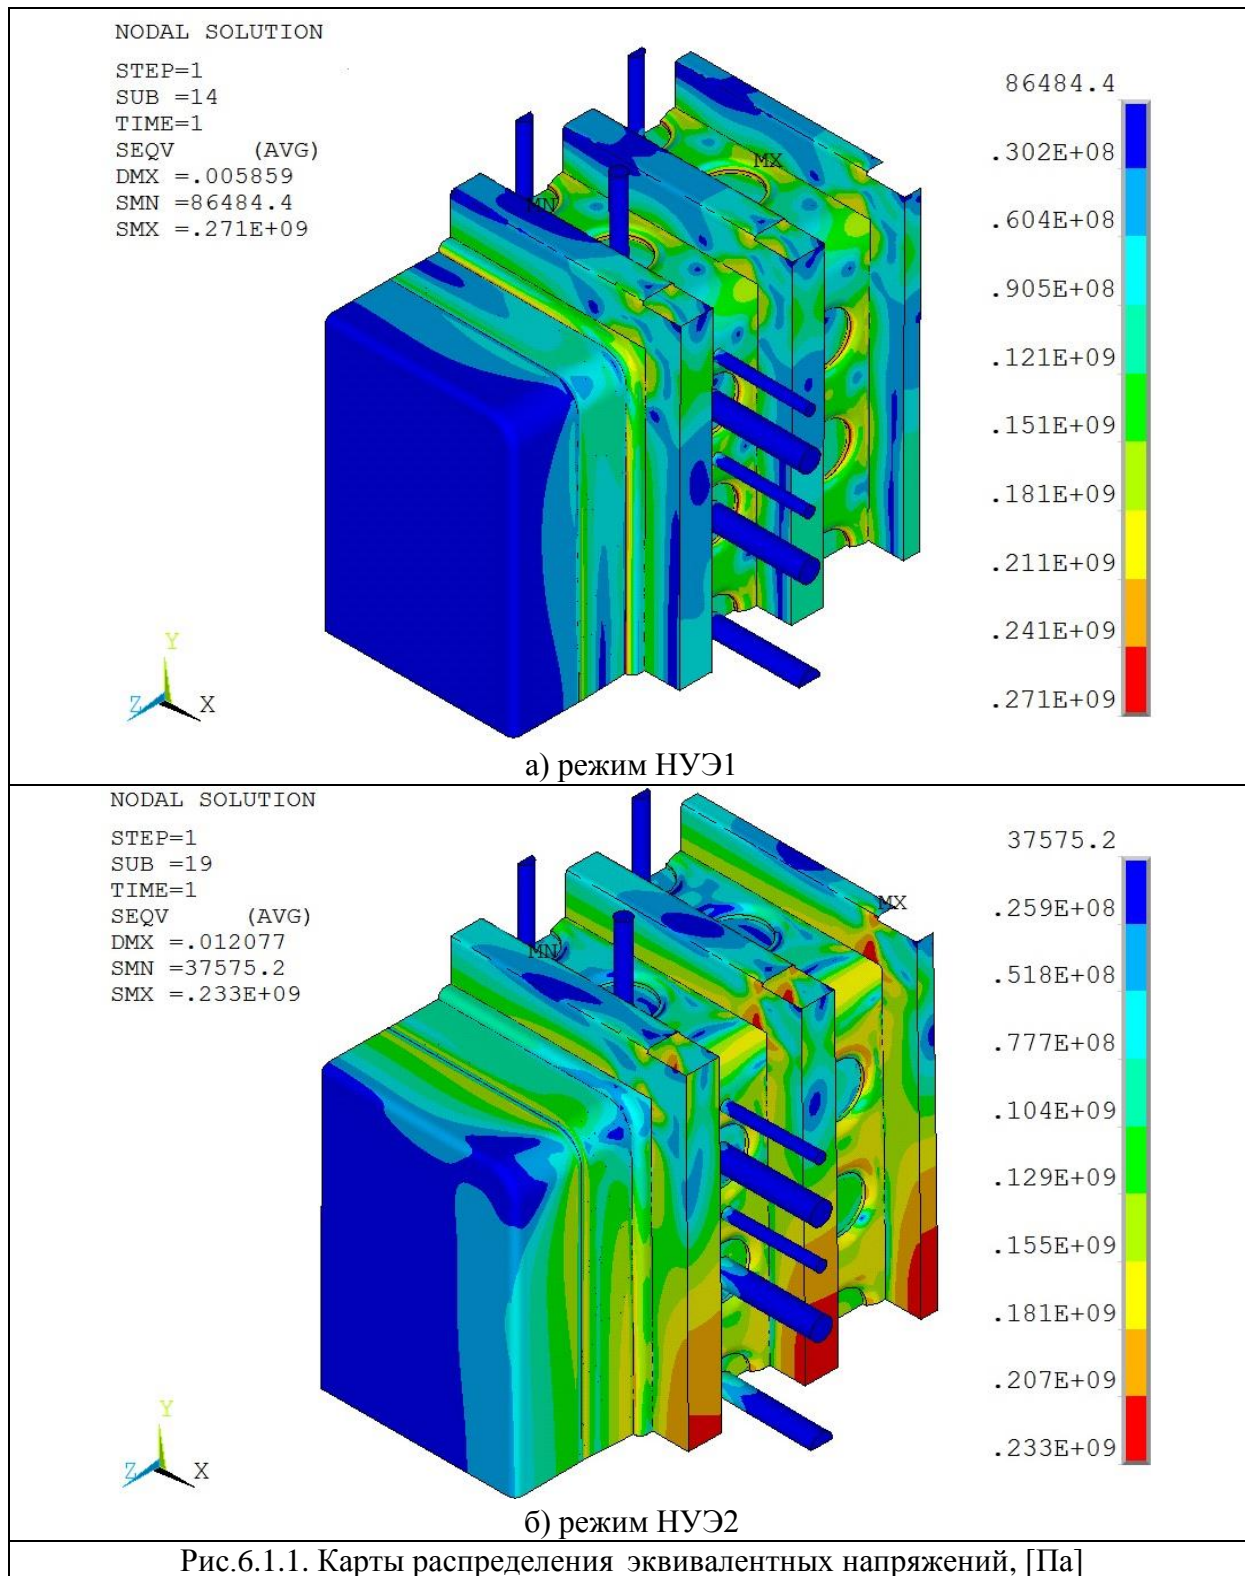 NODAL SOLUTION
STEP=1
SUB =14
TIME=1
SEQV (AVG)
DMX =.005859
SMN =86484.4
SMX =.271E+09
MX
MN
86484.4
.302E+08
.604E+08
.905E+08
.121E+09
.151E+09
.181E+09
.211E+09
.241E+09
.271E+09
Y
Z
X
а) режим НУЭ1
NODAL SOLUTION
STEP=1
SUB =19
TIME=1
SEQV (AVG)
DMX =.012077
SMN =37575.2
SMX =.233E+09
MX
MN
37575.2
.259E+08
.518E+08
.777E+08
.104E+09
.129E+09
.155E+09
.181E+09
.207E+09
.233E+09
Y
Z
X
б) режим НУЭ2
Рис.6.1.1. Карты распределения эквивалентных напряжений, [Па]